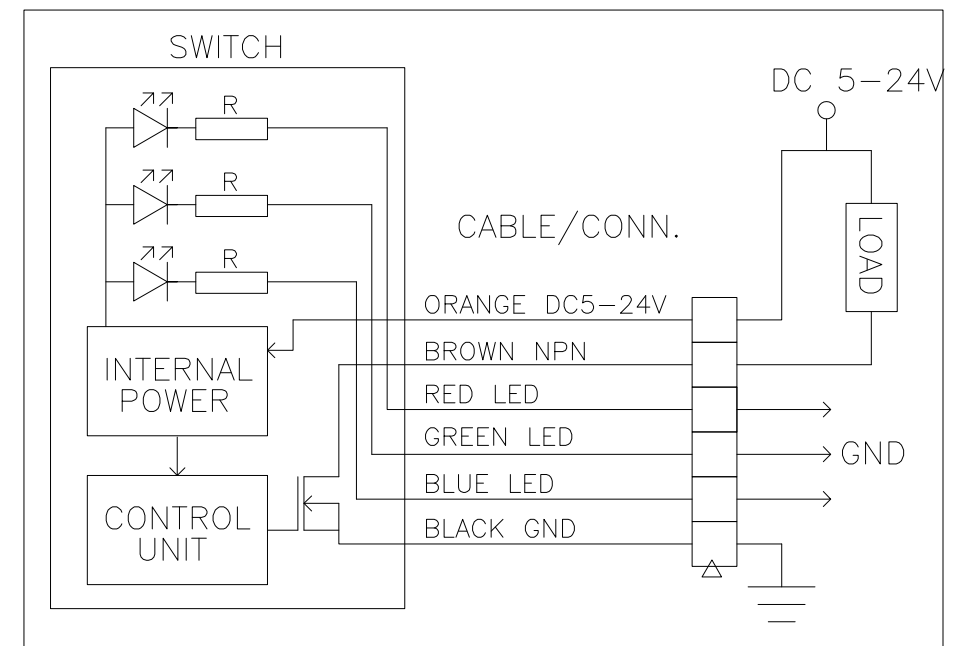 SWITCH
DC 5-24V
R
R
CABLE/CONN.
R
LOAD
ORANGE DC5-24V
BROWN NPN
INTERNAL
POWER
RED LED
GREEN LED
GND
BLUE LED
CONTROL
UNIT
BLACK GND